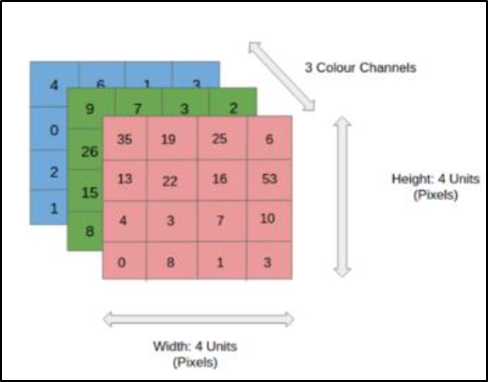 3 Colour Channels
4 6 1 3
9 7 3 2
0
35 19 25 6
26
13 22 16 53
2
15
4 3 7 10
1
8
0 8 1 3
Height: 4 Units
(Pixels)
Width: 4 Units
(Pixels)